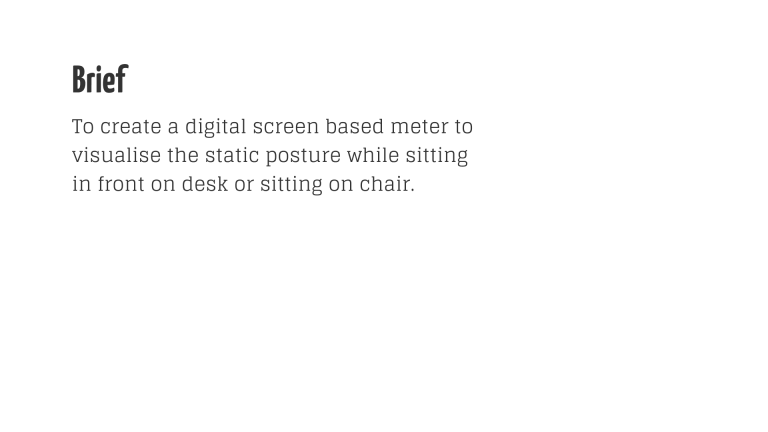 Brief
To create a digital screen based meter to
visualise the static posture while sitting
in front on desk or sitting on chair.